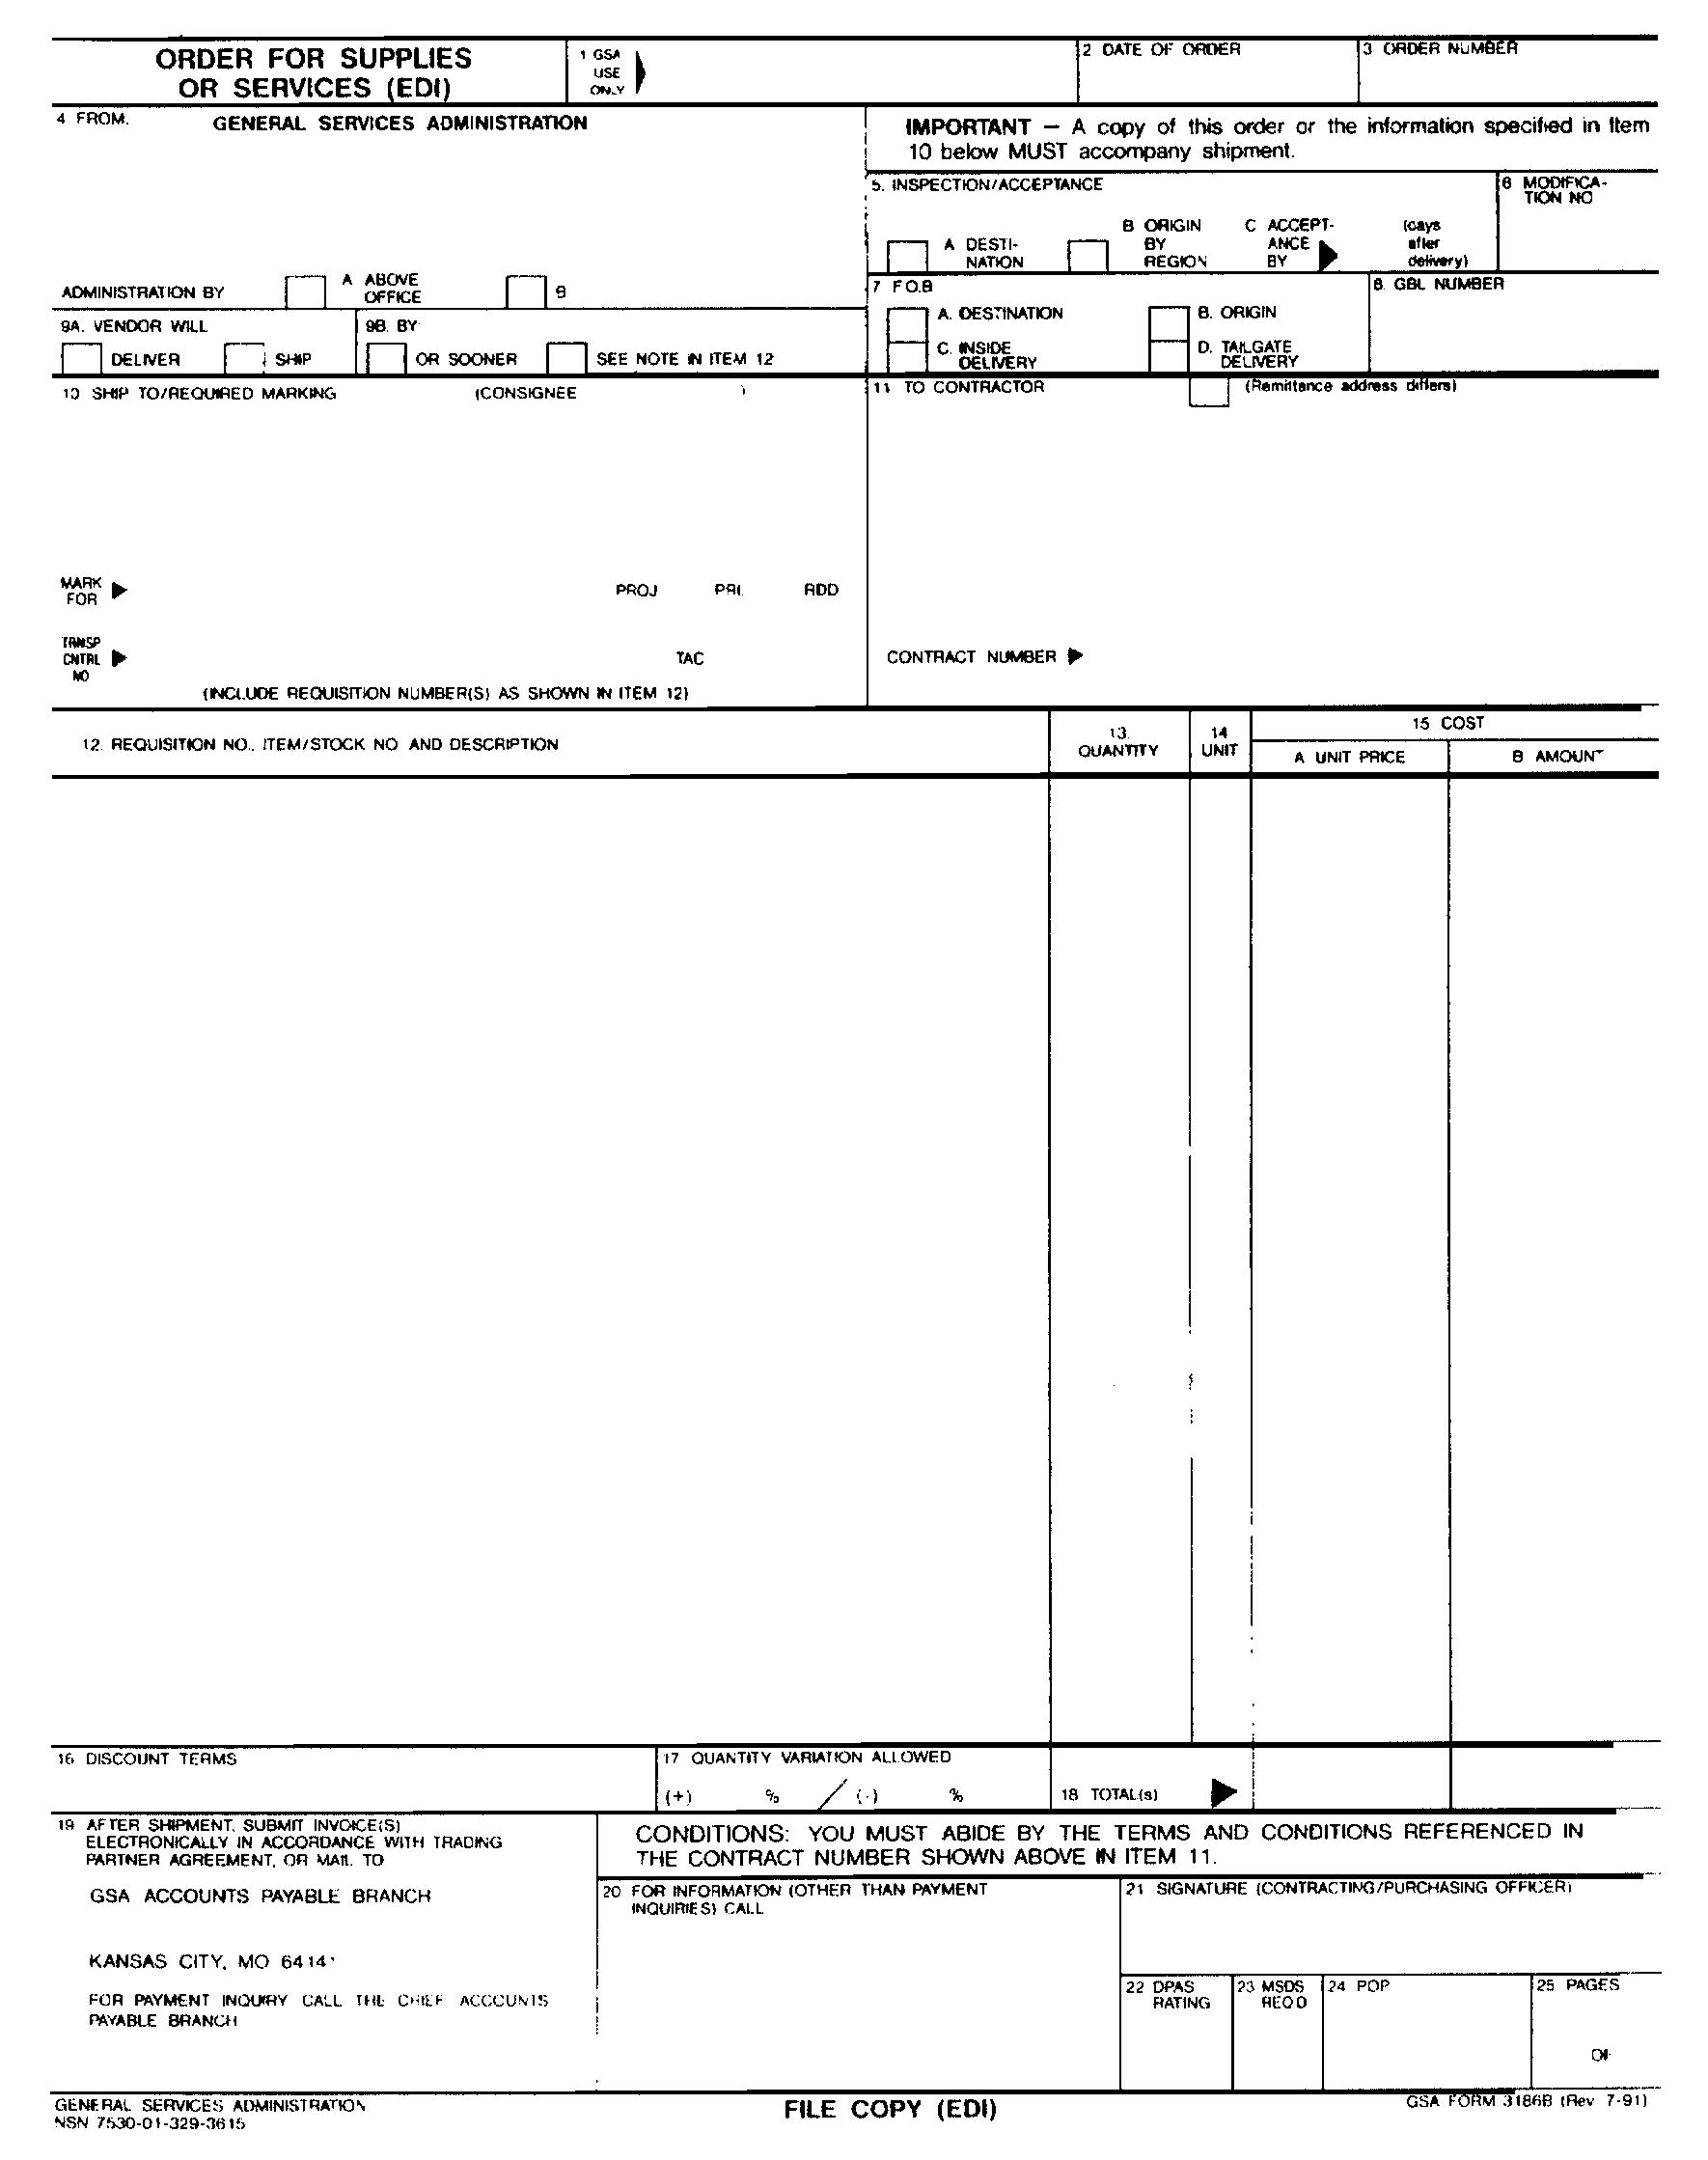 ORDER FOR SUPPLIES
OR SERVICES (EDI)
1 GSA
USE
ONLY
2 DATE OF ORDER
3 ORDER NUMBER
4 FROM.
GENERAL SERVICES ADMINISTRATION
IMPORTANT — A copy of this order or the information specified in Item
10 below MUST accompany shipment.
5. INSPECTION/ACCEPTANCE
A DESTI-
NATION
B ORIGIN
BY
REGION
C ACCEPT-
ANCE
BY
(days
after
delivery)
6 MODIFICA-
TION NO
ADMINISTRATION BY
A ABOVE
OFFICE
B
7 F.O.B
A. DESTINATION
B. ORIGIN
C. INSIDE
DELIVERY
D. TAILGATE
DELIVERY
8. GBL NUMBER
9A. VENDOR WILL
DELIVER
SHIP
9B. BY
OR SOONER
SEE NOTE IN ITEM 12
10 SHIP TO/REQUIRED MARKING (CONSIGNEE )
11 TO CONTRACTOR
(Remittance address differs)
MARK
FOR
PROJ PRI. RDD
TRNSP
CNTRL
NO
TAC
CONTRACT NUMBER
(INCLUDE REQUISITION NUMBER(S) AS SHOWN IN ITEM 12)
12. REQUISITION NO., ITEM/STOCK NO AND DESCRIPTION
13.
QUANTITY
14
UNIT
15 COST
A UNIT PRICE
B AMOUNT
16 DISCOUNT TERMS
17 QUANTITY VARIATION ALLOWED
(+) % / (-) %
18 TOTAL(s)
19 AFTER SHIPMENT, SUBMIT INVOICE(S)
ELECTRONICALLY IN ACCORDANCE WITH TRADING
PARTNER AGREEMENT, OR MAIL TO
GSA ACCOUNTS PAYABLE BRANCH
KANSAS CITY, MO 64141
FOR PAYMENT INQUIRY CALL THE CHIEF ACCOUNTS
PAYABLE BRANCH
CONDITIONS: YOU MUST ABIDE BY THE TERMS AND CONDITIONS REFERENCED IN
THE CONTRACT NUMBER SHOWN ABOVE IN ITEM 11.
20 FOR INFORMATION (OTHER THAN PAYMENT
INQUIRIES) CALL
21 SIGNATURE (CONTRACTING/PURCHASING OFFICER)
22 DPAS
RATING
23 MSDS
REQD
24 POP
25 PAGES
OF
GENERAL SERVICES ADMINISTRATION
NSN 7530-01-329-3615
FILE COPY (EDI)
GSA FORM 3186B (Rev 7-91)